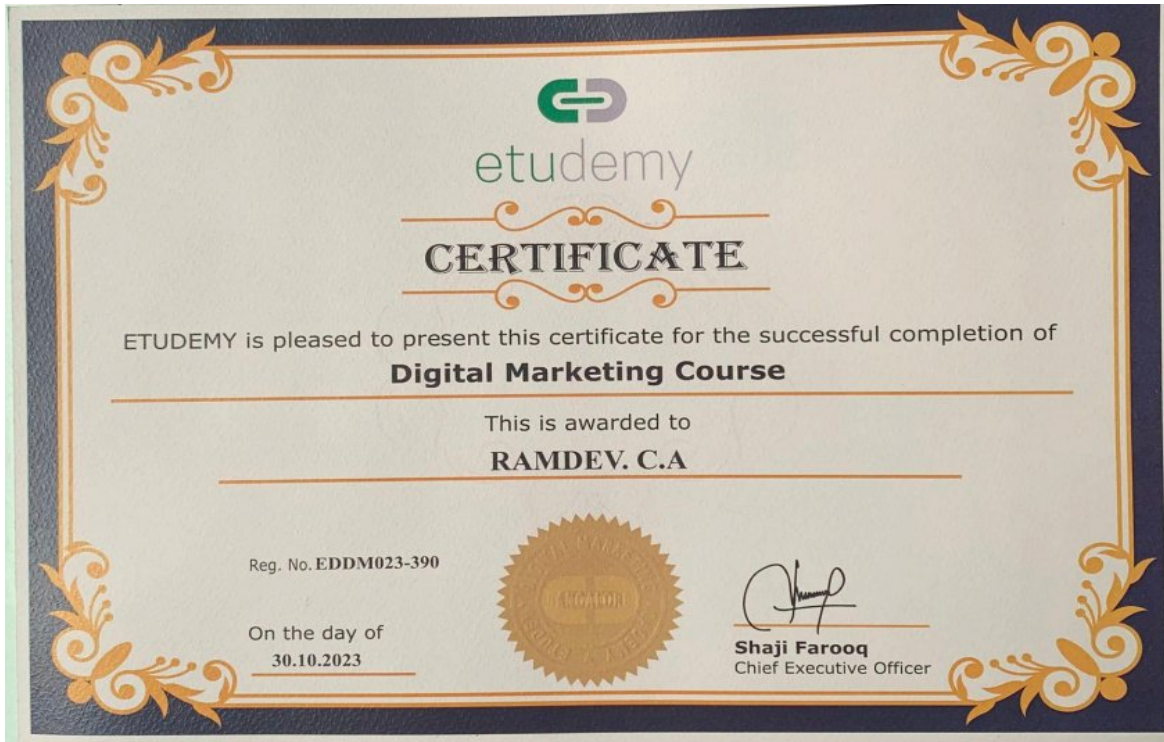 etudemy
CERTIFICATE
ETUDEMY is pleased to present this certificate for the successful completion of
Digital Marketing Course
This is awarded to
RAMDEV. C.A
Reg. No. EDDM023-390
On the day of
30.10.2023
Shaji Farooq
Chief Executive Officer